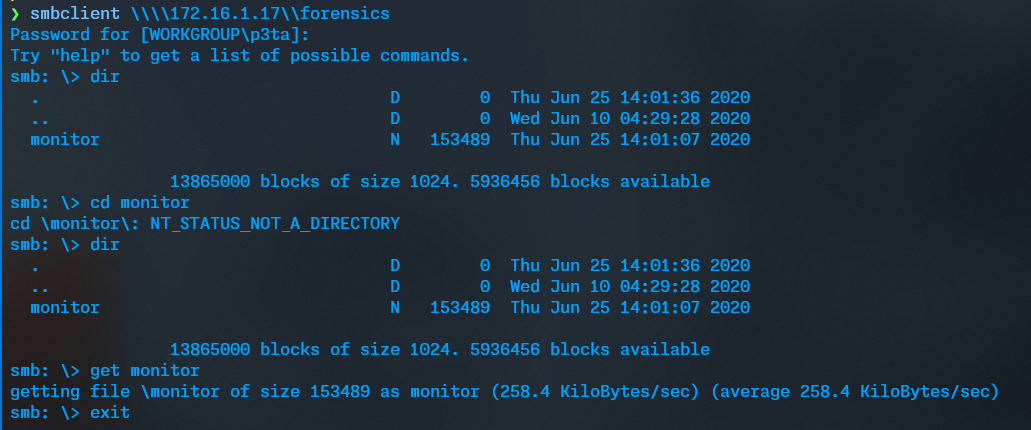 ❯ smbclient \\\\172.16.1.17\\forensics
Password for [WORKGROUP\p3ta]:
Try "help" to get a list of possible commands.
smb: \> dir
  .                                   D        0  Thu Jun 25 14:01:36 2020
  ..                                  D        0  Wed Jun 10 04:29:28 2020
  monitor                             N   153489  Thu Jun 25 14:01:07 2020
                13865000 blocks of size 1024. 5936456 blocks available
smb: \> cd monitor
cd \monitor\: NT_STATUS_NOT_A_DIRECTORY
smb: \> dir
  .                                   D        0  Thu Jun 25 14:01:36 2020
  ..                                  D        0  Wed Jun 10 04:29:28 2020
  monitor                             N   153489  Thu Jun 25 14:01:07 2020
                13865000 blocks of size 1024. 5936456 blocks available
smb: \> get monitor
getting file \monitor of size 153489 as monitor (258.4 KiloBytes/sec) (average 258.4 KiloBytes/sec)
smb: \> exit